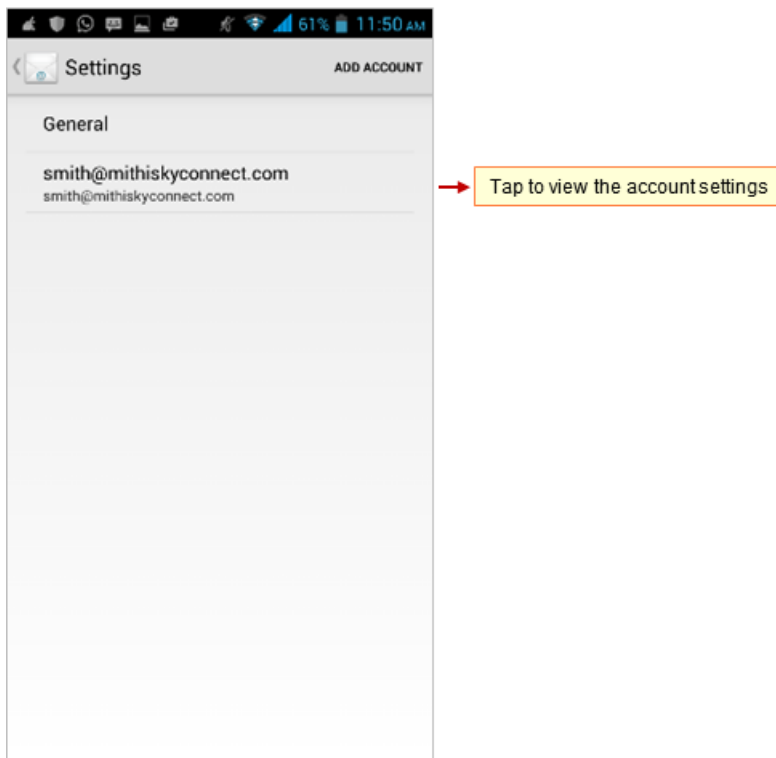 61% 11:50 AM
Settings ADD ACCOUNT
General
smith@mithiskyconnect.com
smith@mithiskyconnect.com
Tap to view the account settings